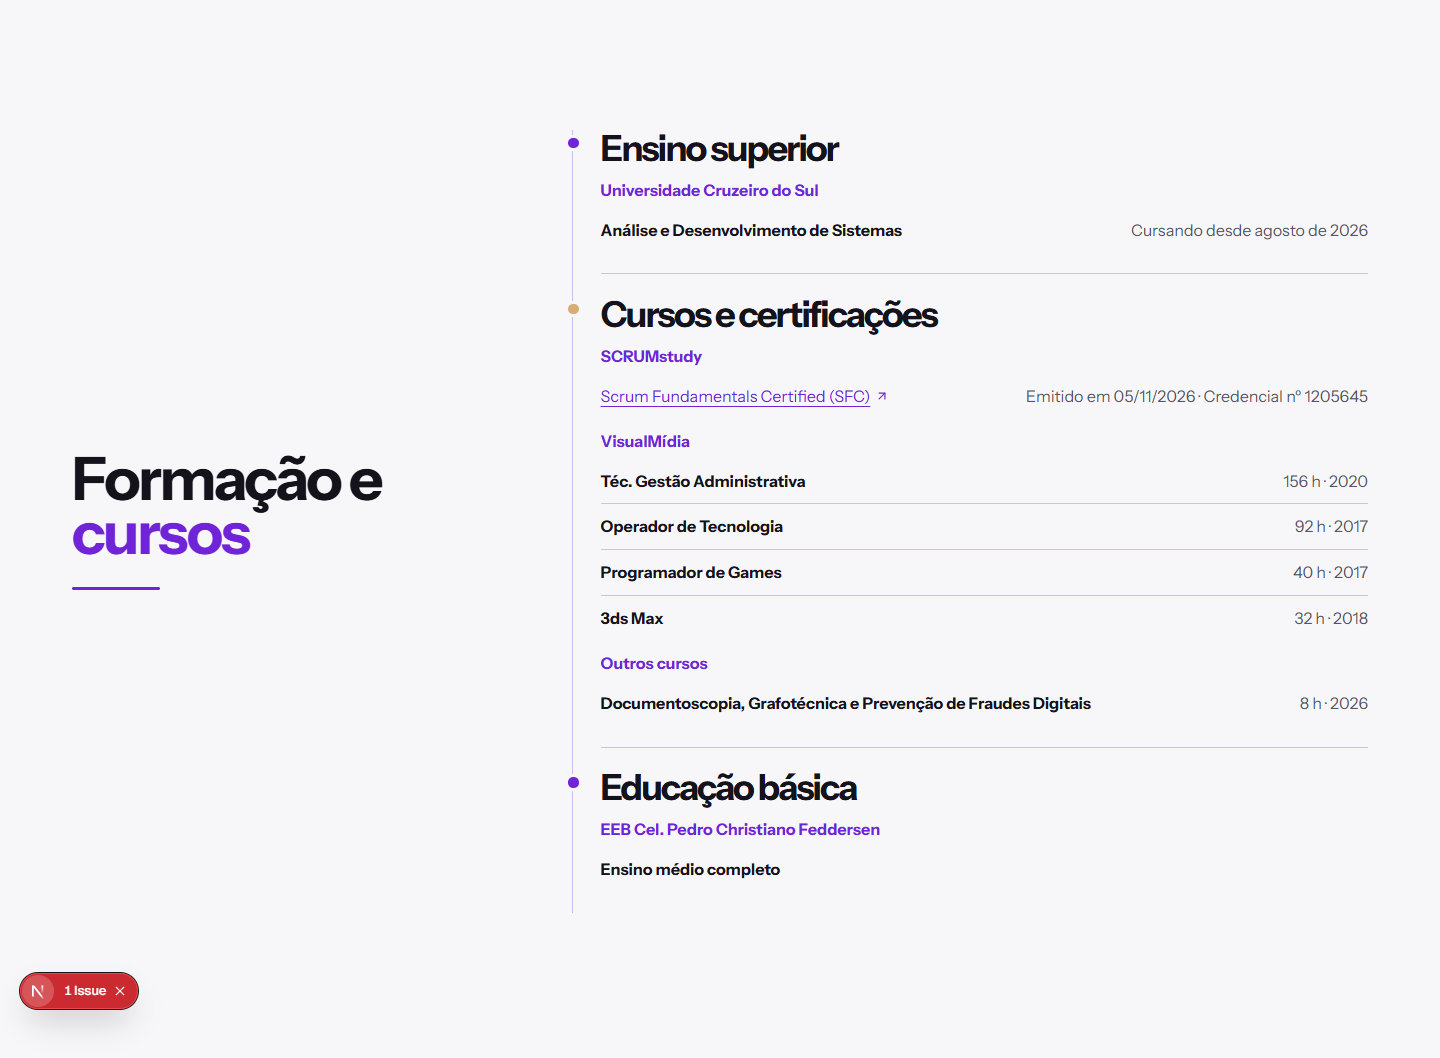 Formação e
cursos
Ensino superior
Universidade Cruzeiro do Sul
Análise e Desenvolvimento de Sistemas Cursando desde agosto de 2026
Cursos e certificações
SCRUMstudy
Scrum Fundamentals Certified (SFC) ↗ Emitido em 05/11/2026 · Credencial nº 1205645
VisualMídia
Téc. Gestão Administrativa 156 h · 2020
Operador de Tecnologia 92 h · 2017
Programador de Games 40 h · 2017
3ds Max 32 h · 2018
Outros cursos
Documentoscopia, Grafotécnica e Prevenção de Fraudes Digitais 8 h · 2026
Educação básica
EEB Cel. Pedro Christiano Feddersen
Ensino médio completo
N 1 Issue ×